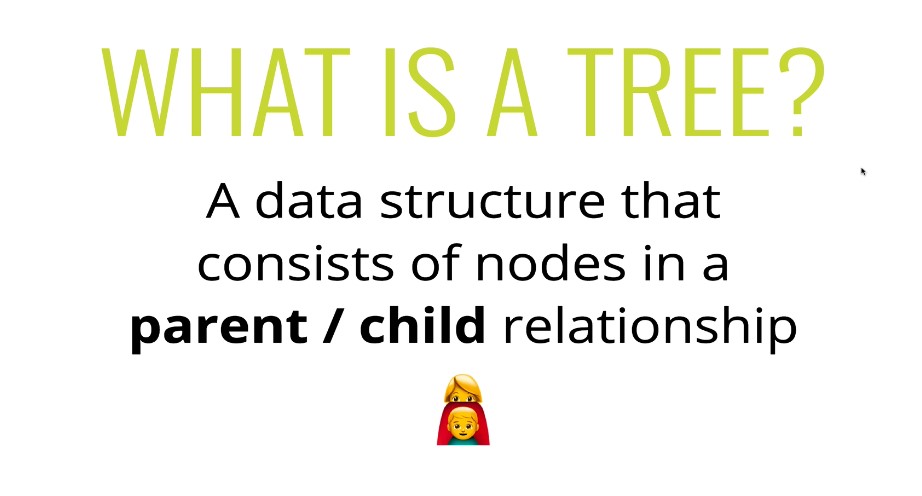 WHAT IS A TREE?
A data structure that
consists of nodes in a
parent / child relationship